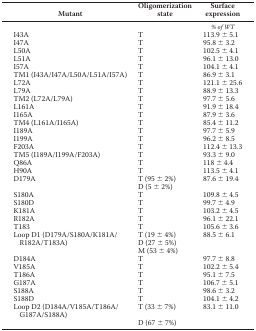 Mutant Oligomerization state Surface expression
% of WT
I43A T 113.9 ± 5.1
I47A T 95.8 ± 3.2
L50A T 102.5 ± 4.1
L51A T 96.1 ± 13.0
I57A T 104.1 ± 4.1
TM1 (I43A/I47A/L50A/L51A/I57A) T 86.9 ± 3.1
L72A T 121.1 ± 25.6
L79A T 88.9 ± 13.3
TM2 (L72A/L79A) T 97.7 ± 5.6
L161A T 91.9 ± 18.4
I165A T 87.9 ± 3.6
TM4 (L161A/I165A) T 85.4 ± 11.2
I189A T 97.7 ± 5.9
I199A T 96.2 ± 8.5
F203A T 112.4 ± 13.3
TM5 (I189A/I199A/F203A) T 93.3 ± 9.0
Q86A T 118 ± 4.4
H90A T 113.5 ± 4.1
D179A T (95 ± 2%) 87.6 ± 19.4
D (5 ± 2%)
S180A T 109.8 ± 4.5
S180D T 99.7 ± 4.9
K181A T 103.2 ± 4.5
R182A T 96.1 ± 22.1
T183 T 105.6 ± 3.6
Loop D1 (D179A/S180A/K181A/ T (19 ± 4%) 88.5 ± 6.1
R182A/T183A) D (27 ± 5%)
M (53 ± 4%)
D184A T 97.7 ± 8.8
V185A T 102.2 ± 5.4
T186A T 95.1 ± 7.5
G187A T 106.7 ± 5.1
S188A T 98.6 ± 3.2
S188D T 104.1 ± 4.2
Loop D2 (D184A/V185A/T186A/ T (33 ± 7%) 83.1 ± 11.0
G187A/S188A)
D (67 ± 7%)